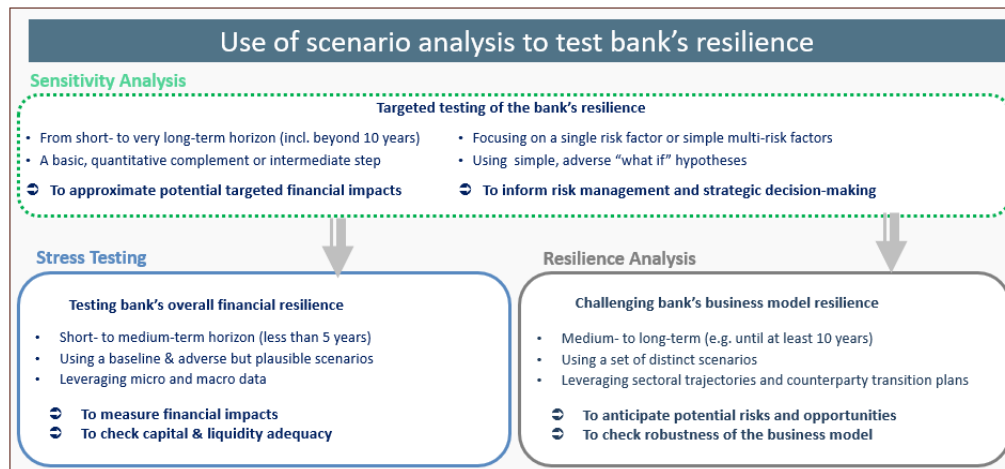 Use of scenario analysis to test bank's resilience
Sensitivity Analysis
Targeted testing of the bank's resilience
• From short- to very long-term horizon (incl. beyond 10 years)
• A basic, quantitative complement or intermediate step
➲ To approximate potential targeted financial impacts
• Focusing on a single risk factor or simple multi-risk factors
• Using simple, adverse "what if" hypotheses
➲ To inform risk management and strategic decision-making
Stress Testing
Testing bank's overall financial resilience
• Short- to medium-term horizon (less than 5 years)
• Using a baseline & adverse but plausible scenarios
• Leveraging micro and macro data
➲ To measure financial impacts
➲ To check capital & liquidity adequacy
Resilience Analysis
Challenging bank's business model resilience
• Medium- to long-term (e.g. until at least 10 years)
• Using a set of distinct scenarios
• Leveraging sectoral trajectories and counterparty transition plans
➲ To anticipate potential risks and opportunities
➲ To check robustness of the business model